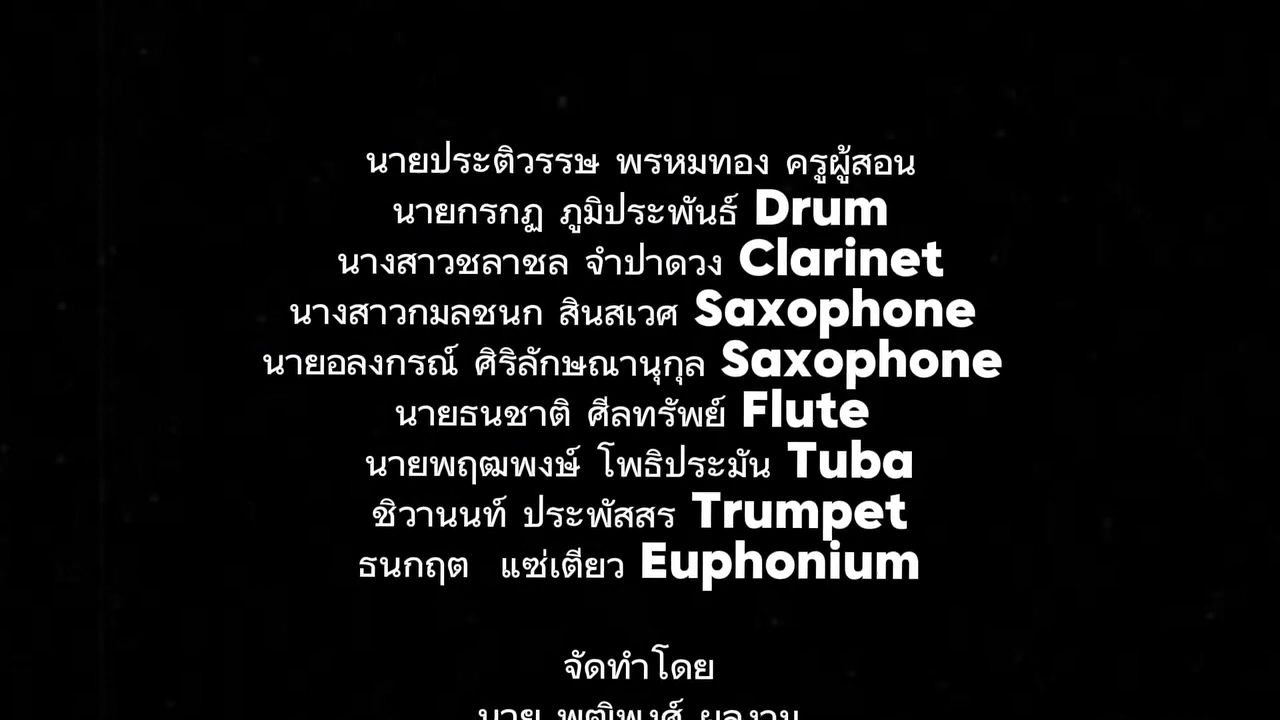 นายประติวรรษ พรหมทอง ครูผู้สอน
นายกรกฏ ภูมิประพันธ์ Drum
นางสาวชลาชล จำปาดวง Clarinet
นางสาวกมลชนก สินสเวศ Saxophone
นายอลงกรณ์ ศิริลักษณานุกุล Saxophone
นายธนชาติ ศีลทรัพย์ Flute
นายพฤฒพงษ์ โพธิประมัน Tuba
ชิวานนท์ ประพัสสร Trumpet
ธนกฤต แซ่เตียว Euphonium
จัดทำโดย
นาย